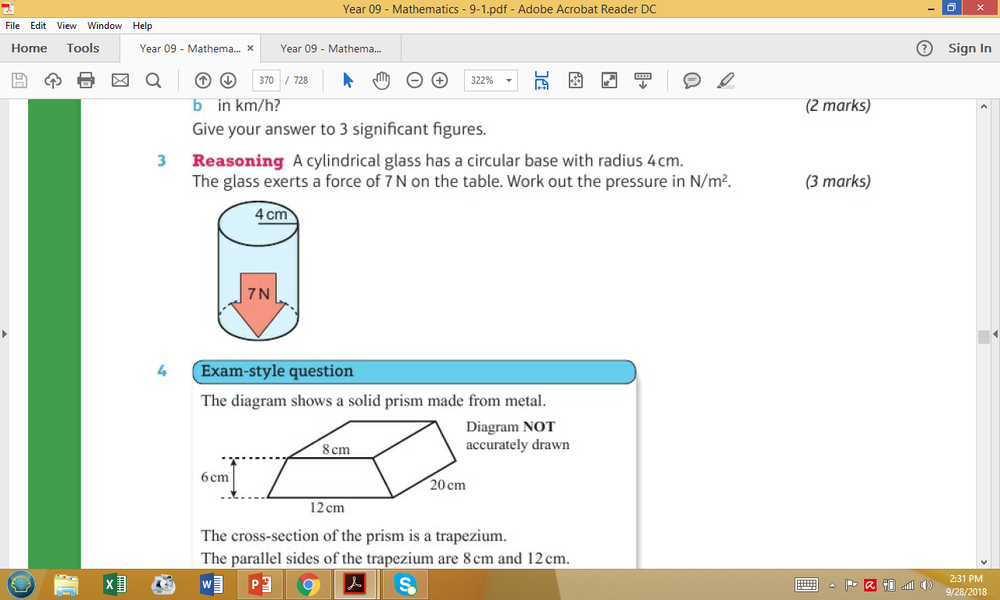 Year 09 - Mathematics - 9-1.pdf - Adobe Acrobat Reader DC
File Edit View Window Help
Home Tools Year 09 - Mathema... × Year 09 - Mathema... ? Sign In
370 / 728 322%
b in km/h? (2 marks)
Give your answer to 3 significant figures.
3 Reasoning A cylindrical glass has a circular base with radius 4 cm.
The glass exerts a force of 7 N on the table. Work out the pressure in N/m². (3 marks)
4 cm
7 N
4 Exam-style question
The diagram shows a solid prism made from metal.
Diagram NOT
accurately drawn
8 cm
6 cm
20 cm
12 cm
The cross-section of the prism is a trapezium.
The parallel sides of the trapezium are 8 cm and 12 cm.
2:31 PM
9/28/2018